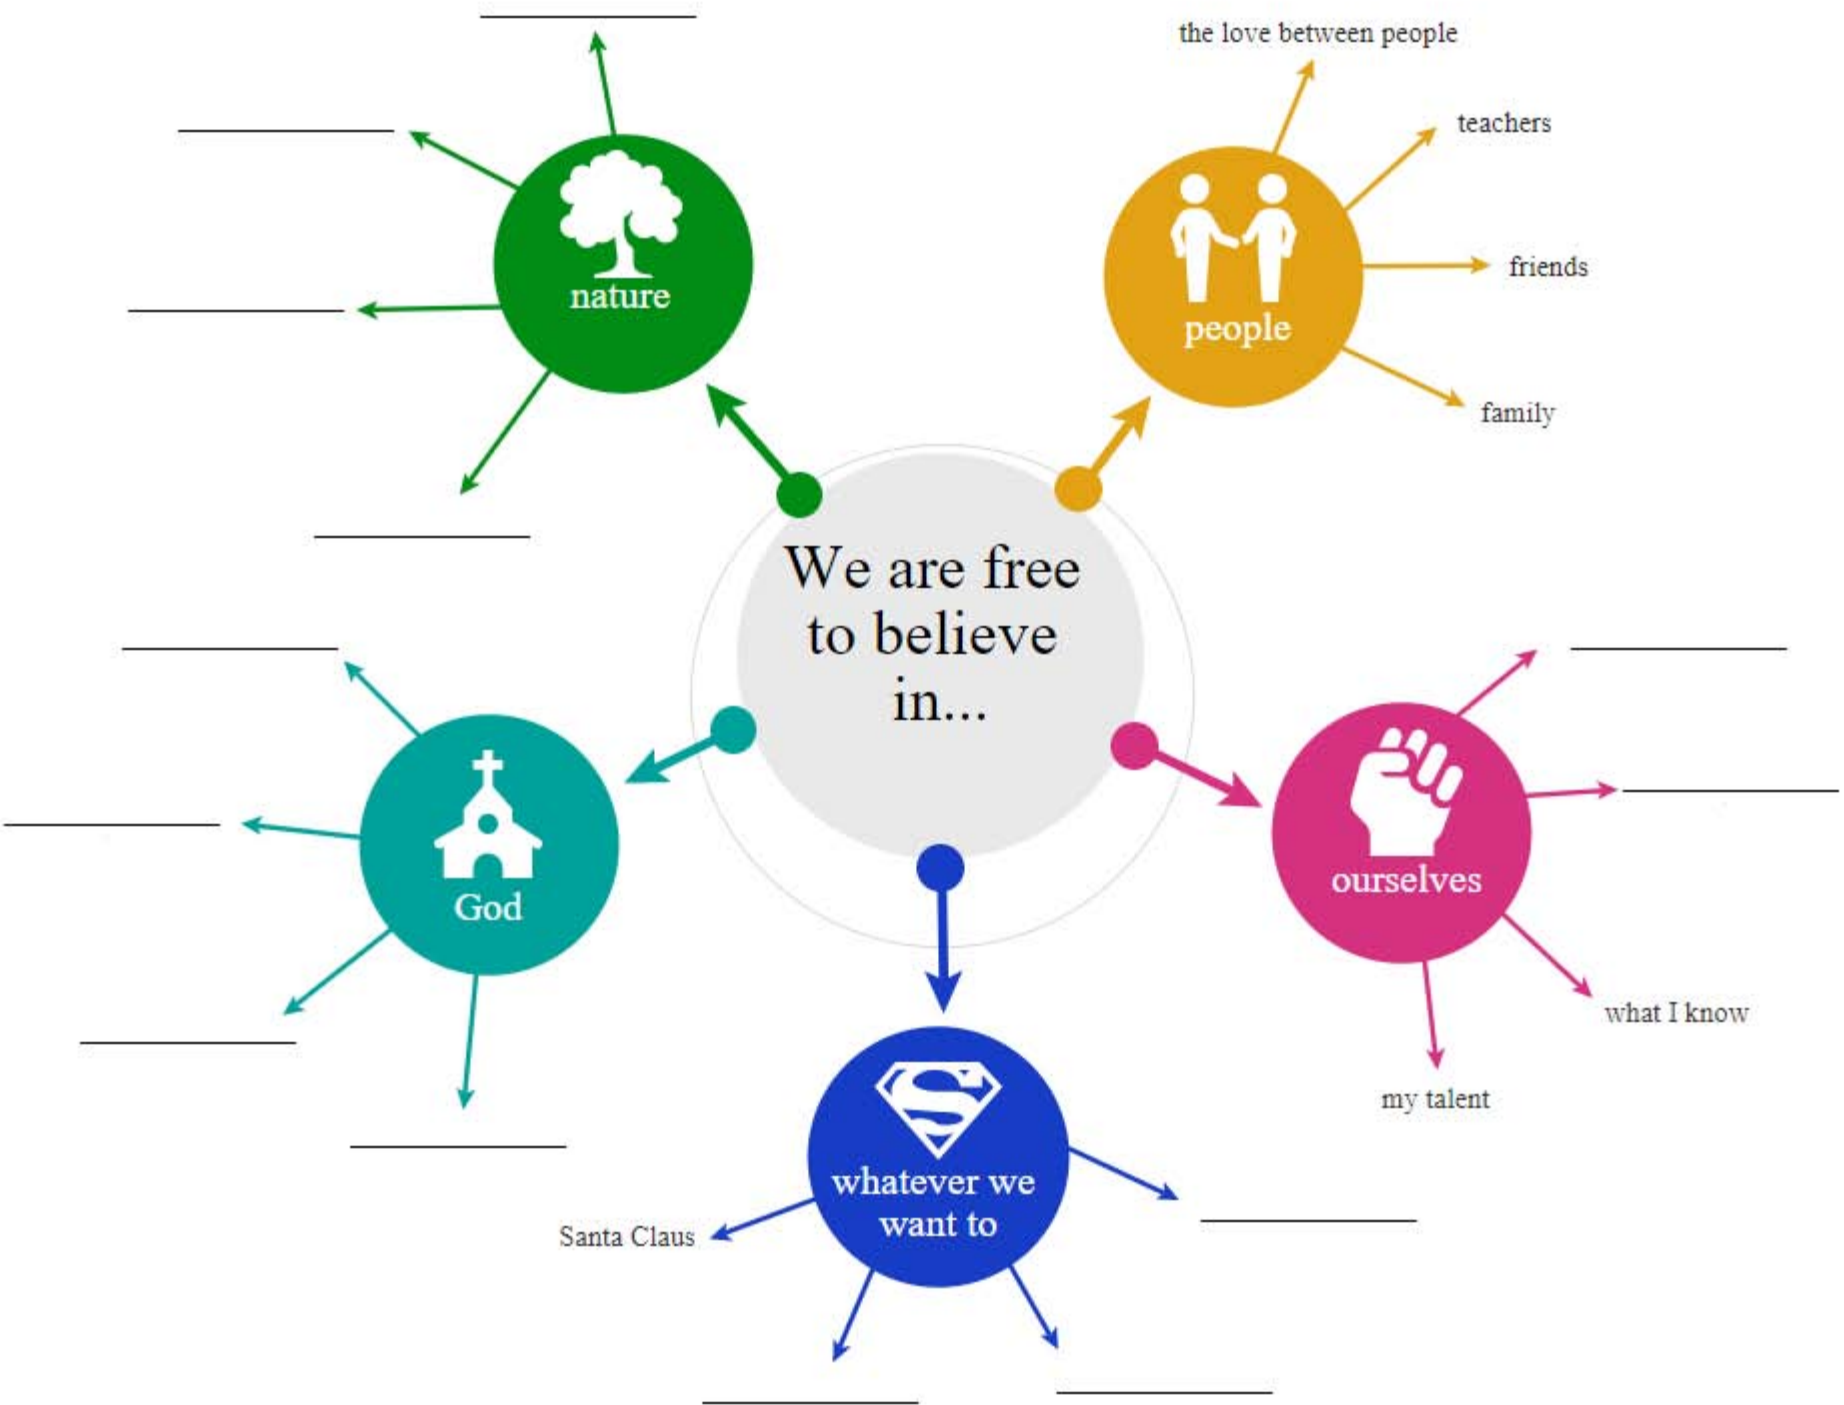 the love between people
teachers
friends
family
nature
people
We are free
to believe
in...
God
ourselves
what I know
my talent
whatever we
want to
Santa Claus